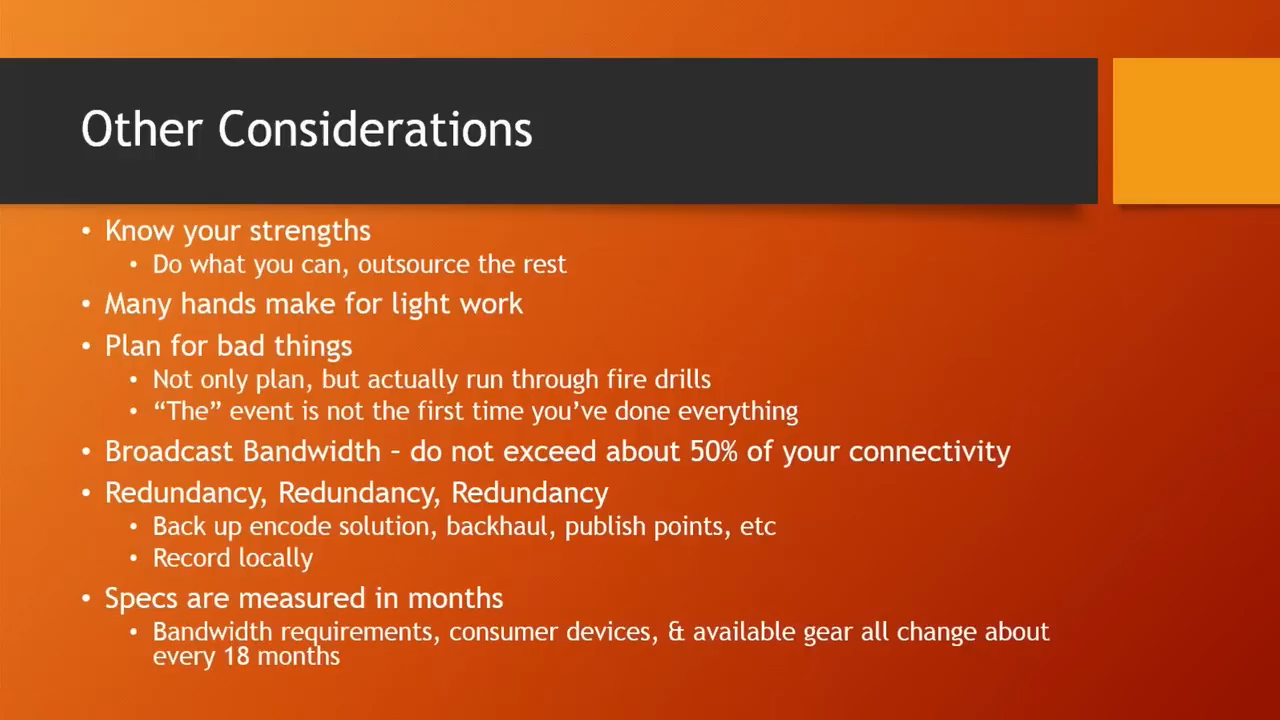 Other Considerations
• Know your strengths
• Do what you can, outsource the rest
• Many hands make for light work
• Plan for bad things
• Not only plan, but actually run through fire drills
• “The” event is not the first time you’ve done everything
• Broadcast Bandwidth – do not exceed about 50% of your connectivity
• Redundancy, Redundancy, Redundancy
• Back up encode solution, backhaul, publish points, etc
• Record locally
• Specs are measured in months
• Bandwidth requirements, consumer devices, & available gear all change about
every 18 months